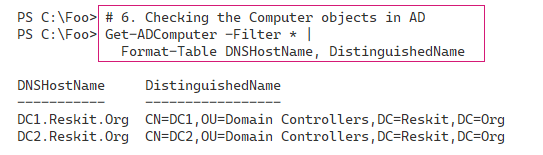 PS C:\Foo> # 6. Checking the Computer objects in AD
PS C:\Foo> Get-ADComputer -Filter * |
Format-Table DNSHostName, DistinguishedName
DNSHostName DistinguishedName
----------- -----------------
DC1.Reskit.Org CN=DC1,OU=Domain Controllers,DC=Reskit,DC=Org
DC2.Reskit.Org CN=DC2,OU=Domain Controllers,DC=Reskit,DC=Org